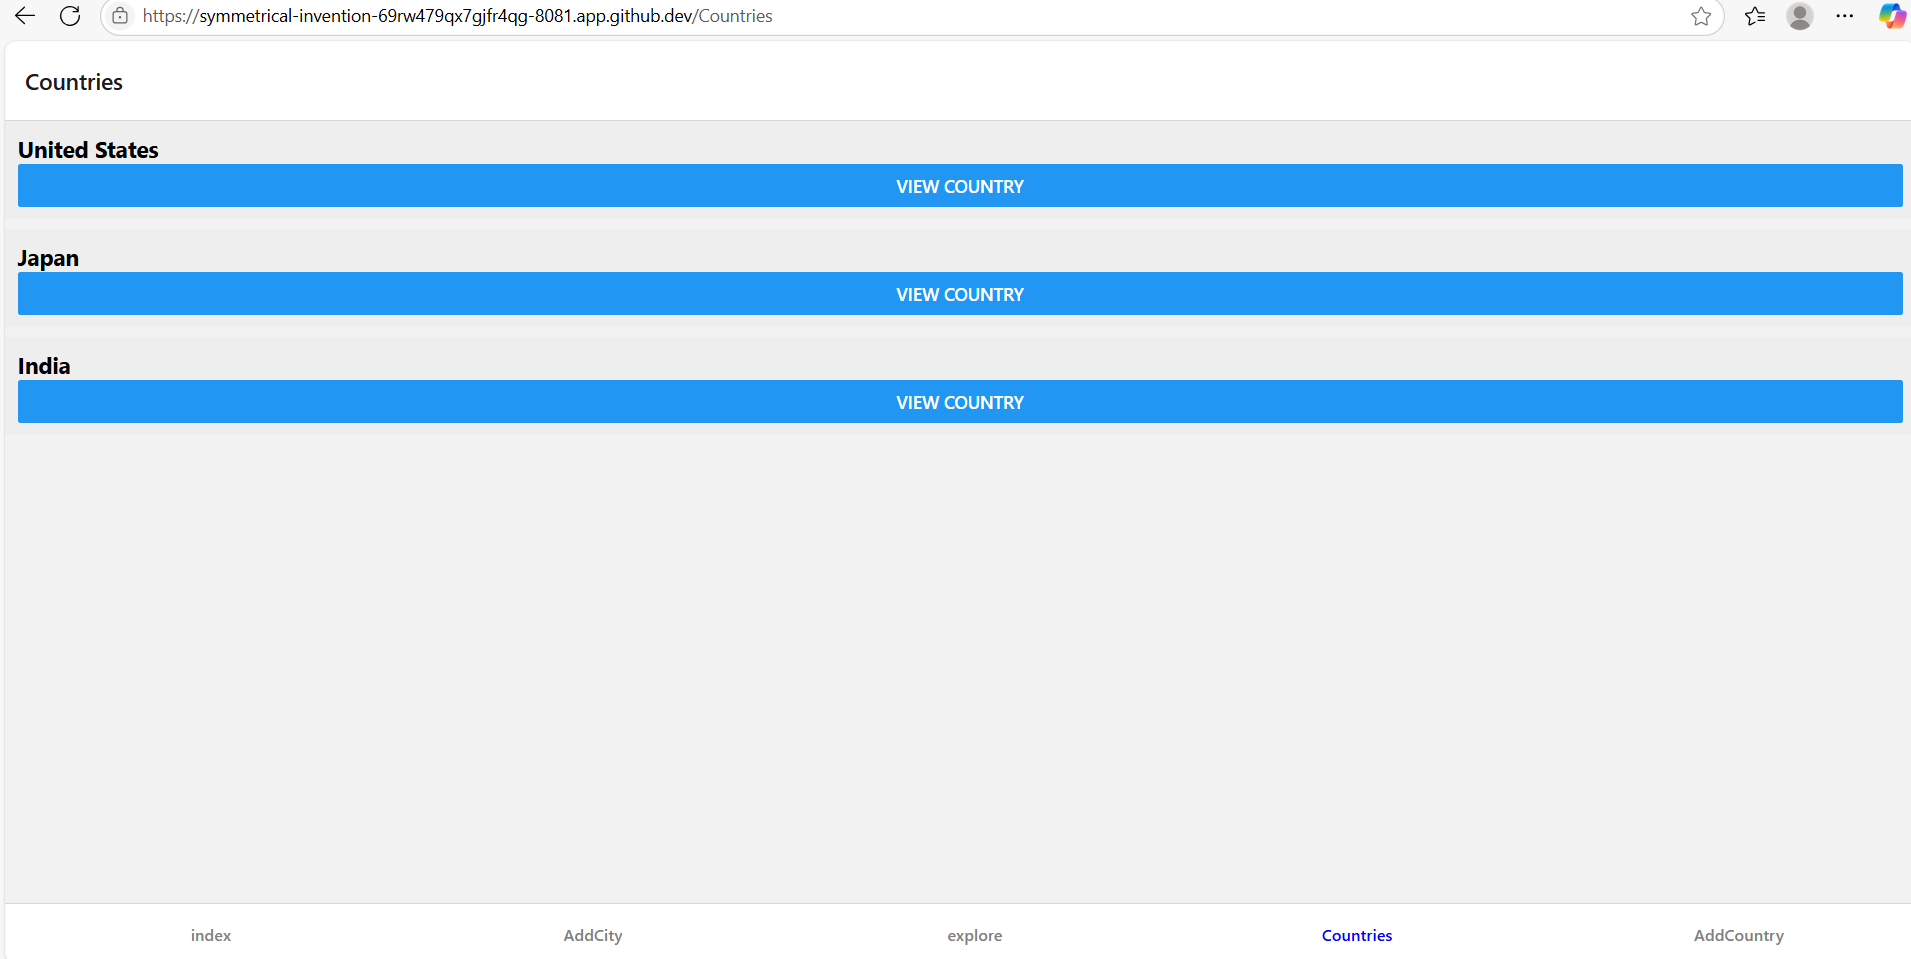 https://symmetrical-invention-69rw479qx7gjfr4qg-8081.app.github.dev/Countries
Countries
United States
VIEW COUNTRY
Japan
VIEW COUNTRY
India
VIEW COUNTRY
index AddCity explore Countries AddCountry